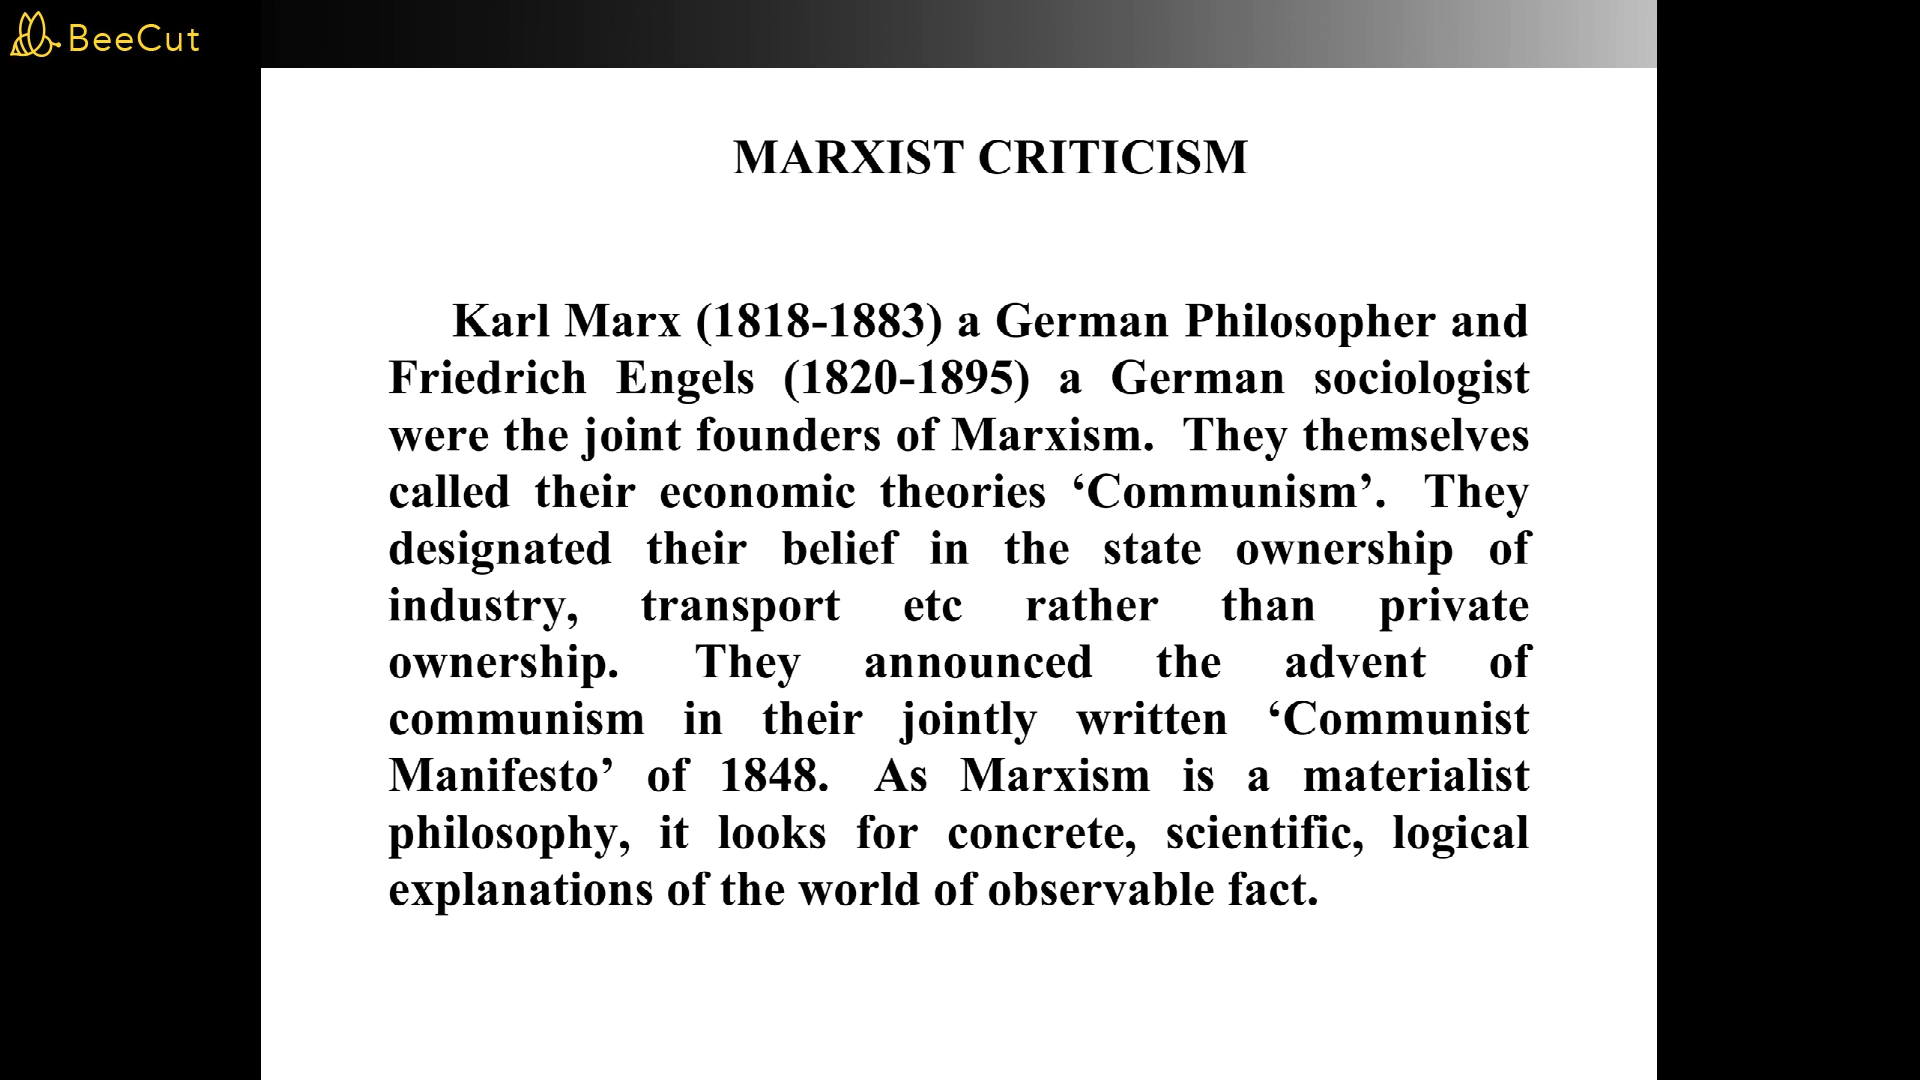 BeeCut
MARXIST CRITICISM
Karl Marx (1818-1883) a German Philosopher and
Friedrich Engels (1820-1895) a German sociologist
were the joint founders of Marxism. They themselves
called their economic theories ‘Communism’. They
designated their belief in the state ownership of
industry, transport etc rather than private
ownership. They announced the advent of
communism in their jointly written ‘Communist
Manifesto’ of 1848. As Marxism is a materialist
philosophy, it looks for concrete, scientific, logical
explanations of the world of observable fact.